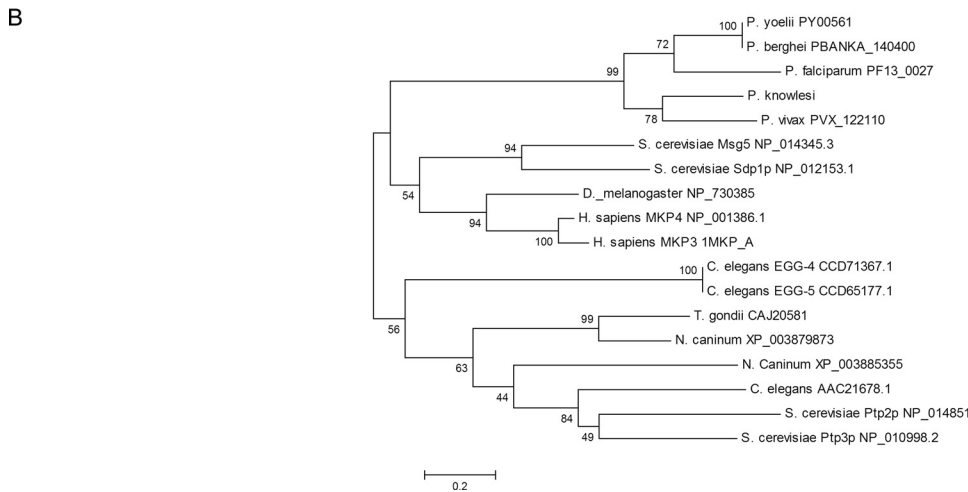 B
P. yoelii PY00561
100
P. berghei PBANKA_140400
72
P. falciparum PF13_0027
99
P. knowlesi
78
P. vivax PVX_122110
S. cerevisiae Msg5 NP_014345.3
94
S. cerevisiae Sdp1p NP_012153.1
54
D._melanogaster NP_730385
94
H. sapiens MKP4 NP_001386.1
100
H. sapiens MKP3 1MKP_A
C. elegans EGG-4 CCD71367.1
100
C. elegans EGG-5 CCD65177.1
56
T. gondii CAJ20581
99
N. caninum XP_003879873
63
N. Caninum XP_003885355
44
C. elegans AAC21678.1
84
S. cerevisiae Ptp2p NP_014851
49
S. cerevisiae Ptp3p NP_010998.2
0.2